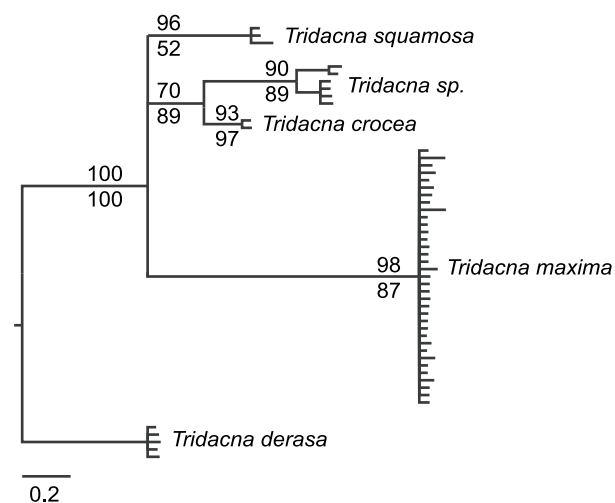 96
52
Tridacna squamosa
90
89
Tridacna sp.
70
89
93
97
Tridacna crocea
100
100
98
87
Tridacna maxima
Tridacna derasa
0.2